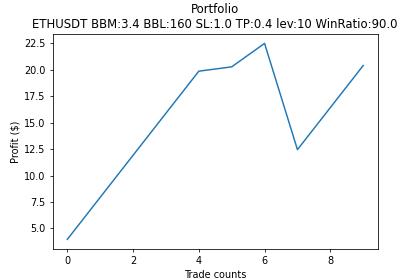 Portfolio
ETHUSDT BBM:3.4 BBL:160 SL:1.0 TP:0.4 lev:10 WinRatio:90.0
22.5
20.0
17.5
15.0
12.5
10.0
7.5
5.0
Profit ($)
0 2 4 6 8
Trade counts